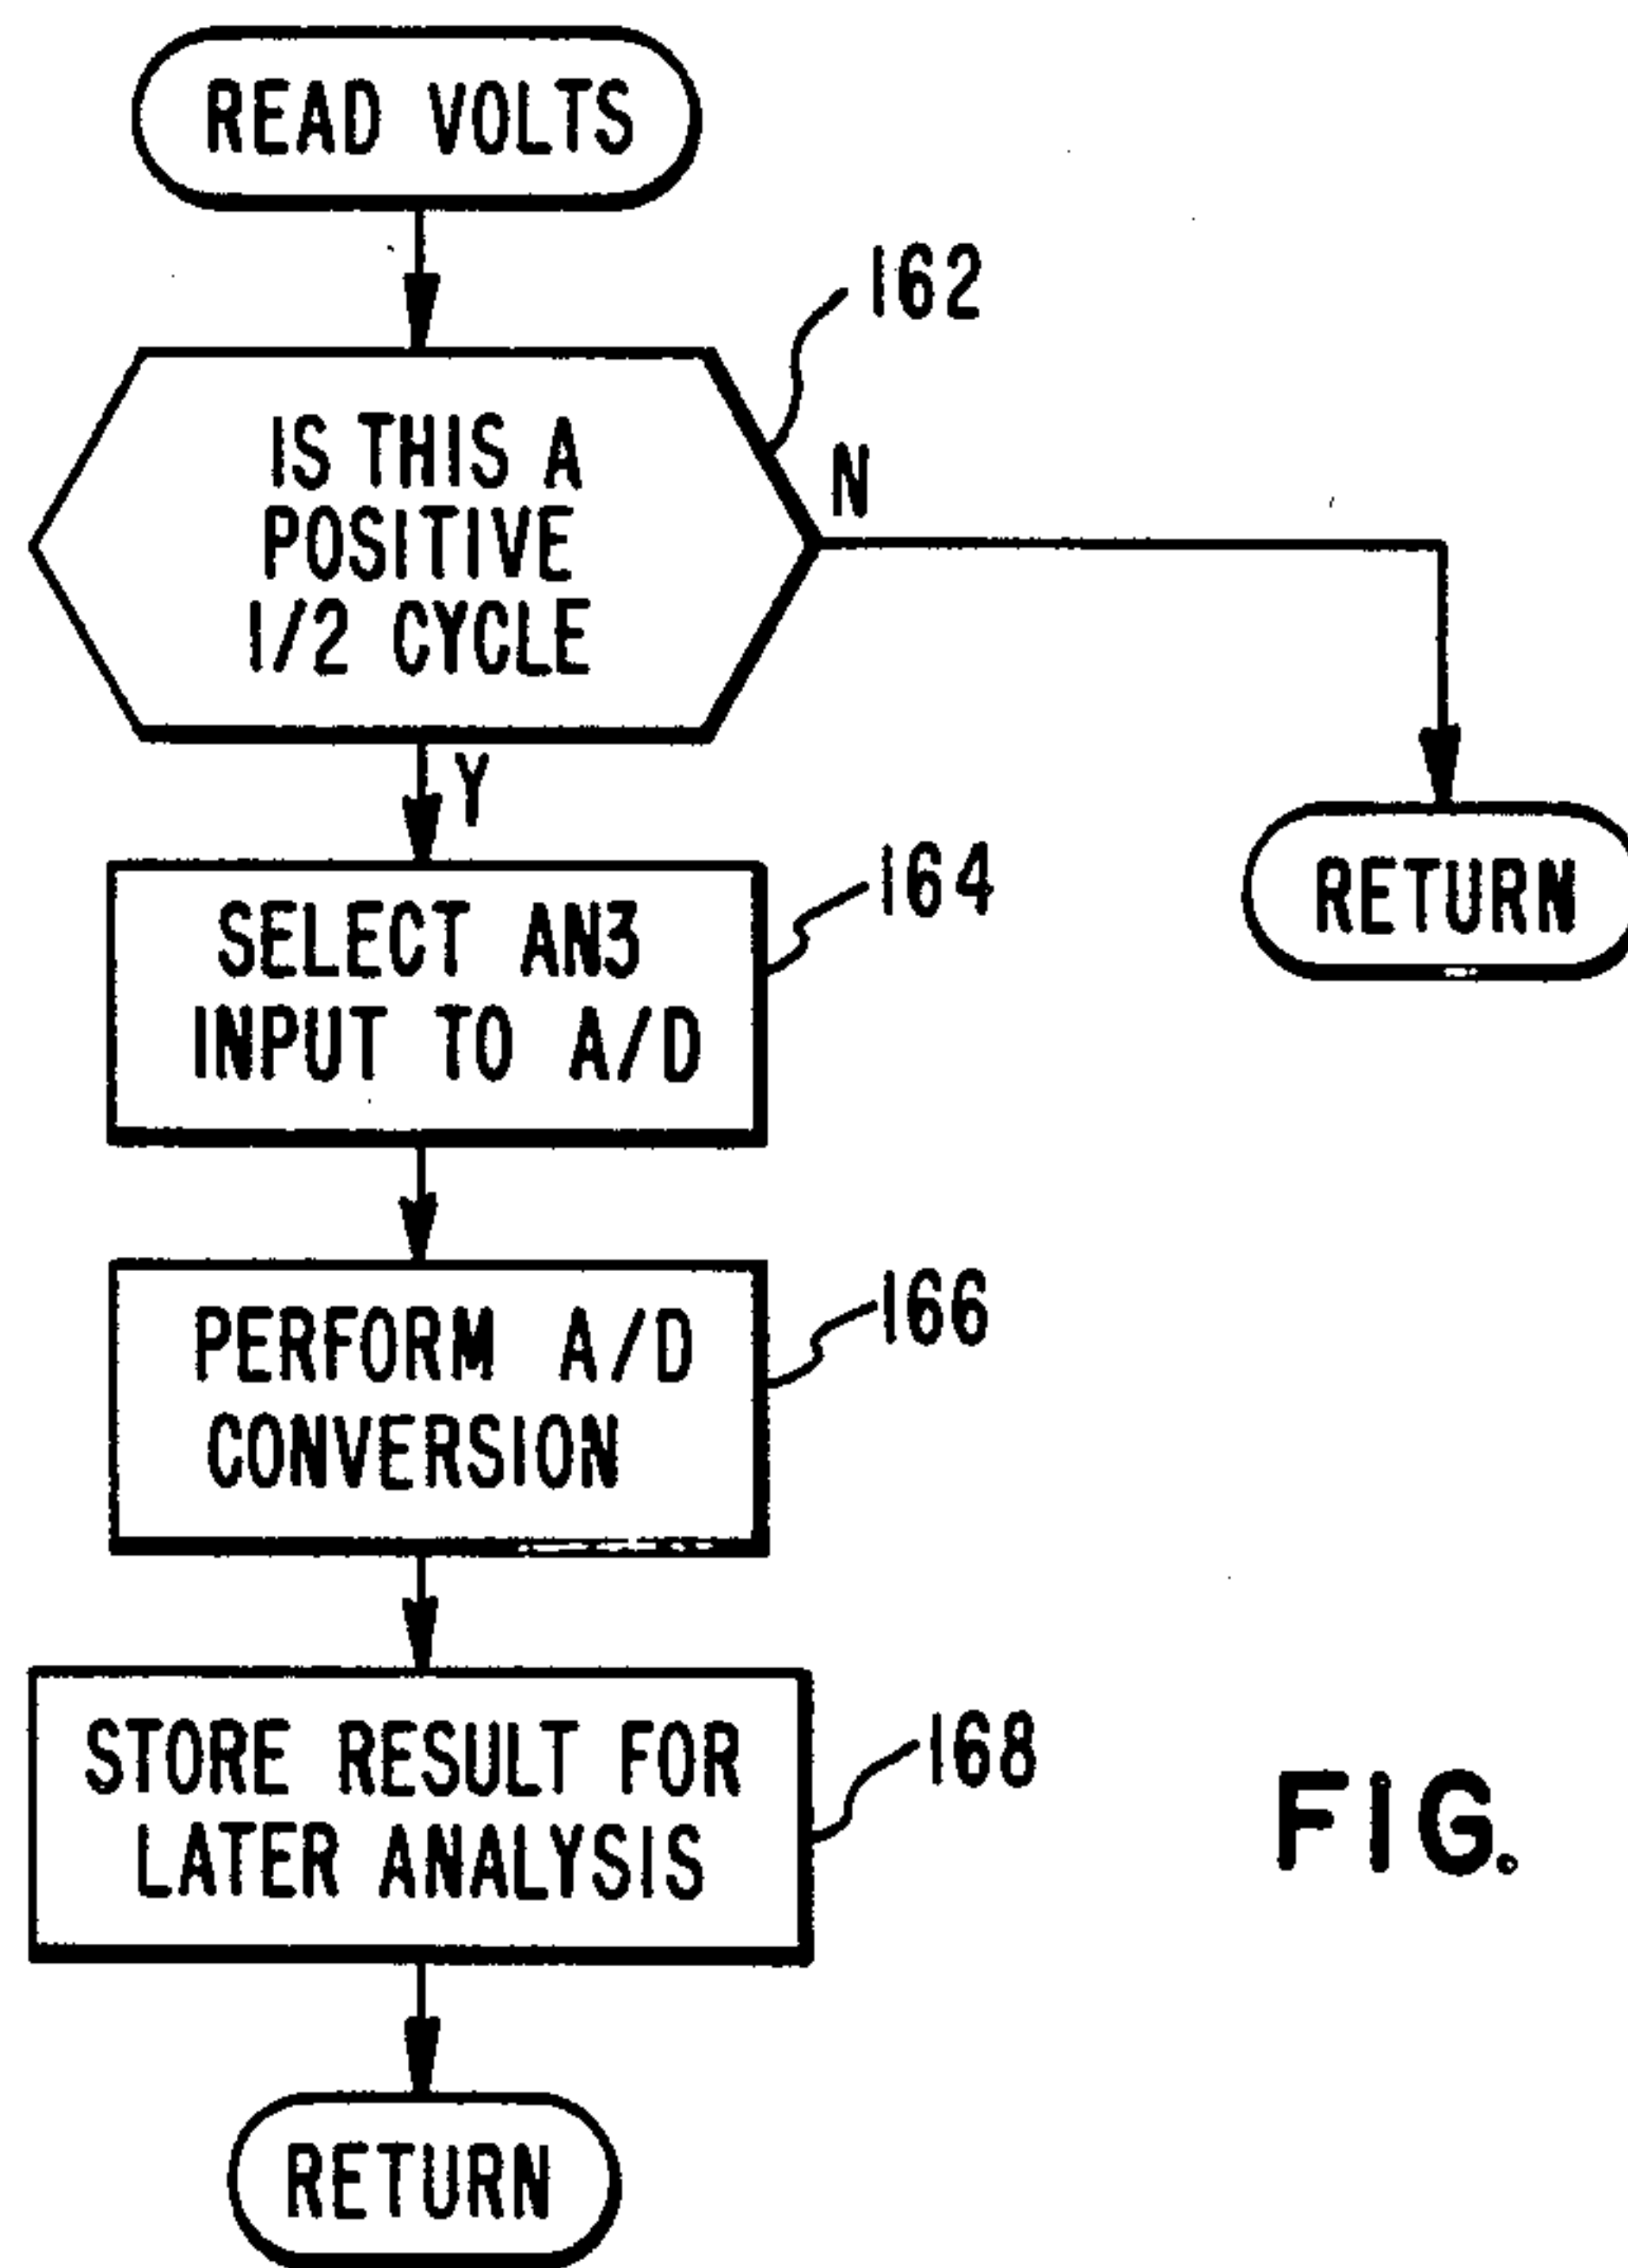 READ VOLTS
162
IS THIS A
POSITIVE
1/2 CYCLE
N
Y
RETURN
164
SELECT AN3
INPUT TO A/D
166
PERFORM A/D
CONVERSION
168
STORE RESULT FOR
LATER ANALYSIS
FIG.
RETURN